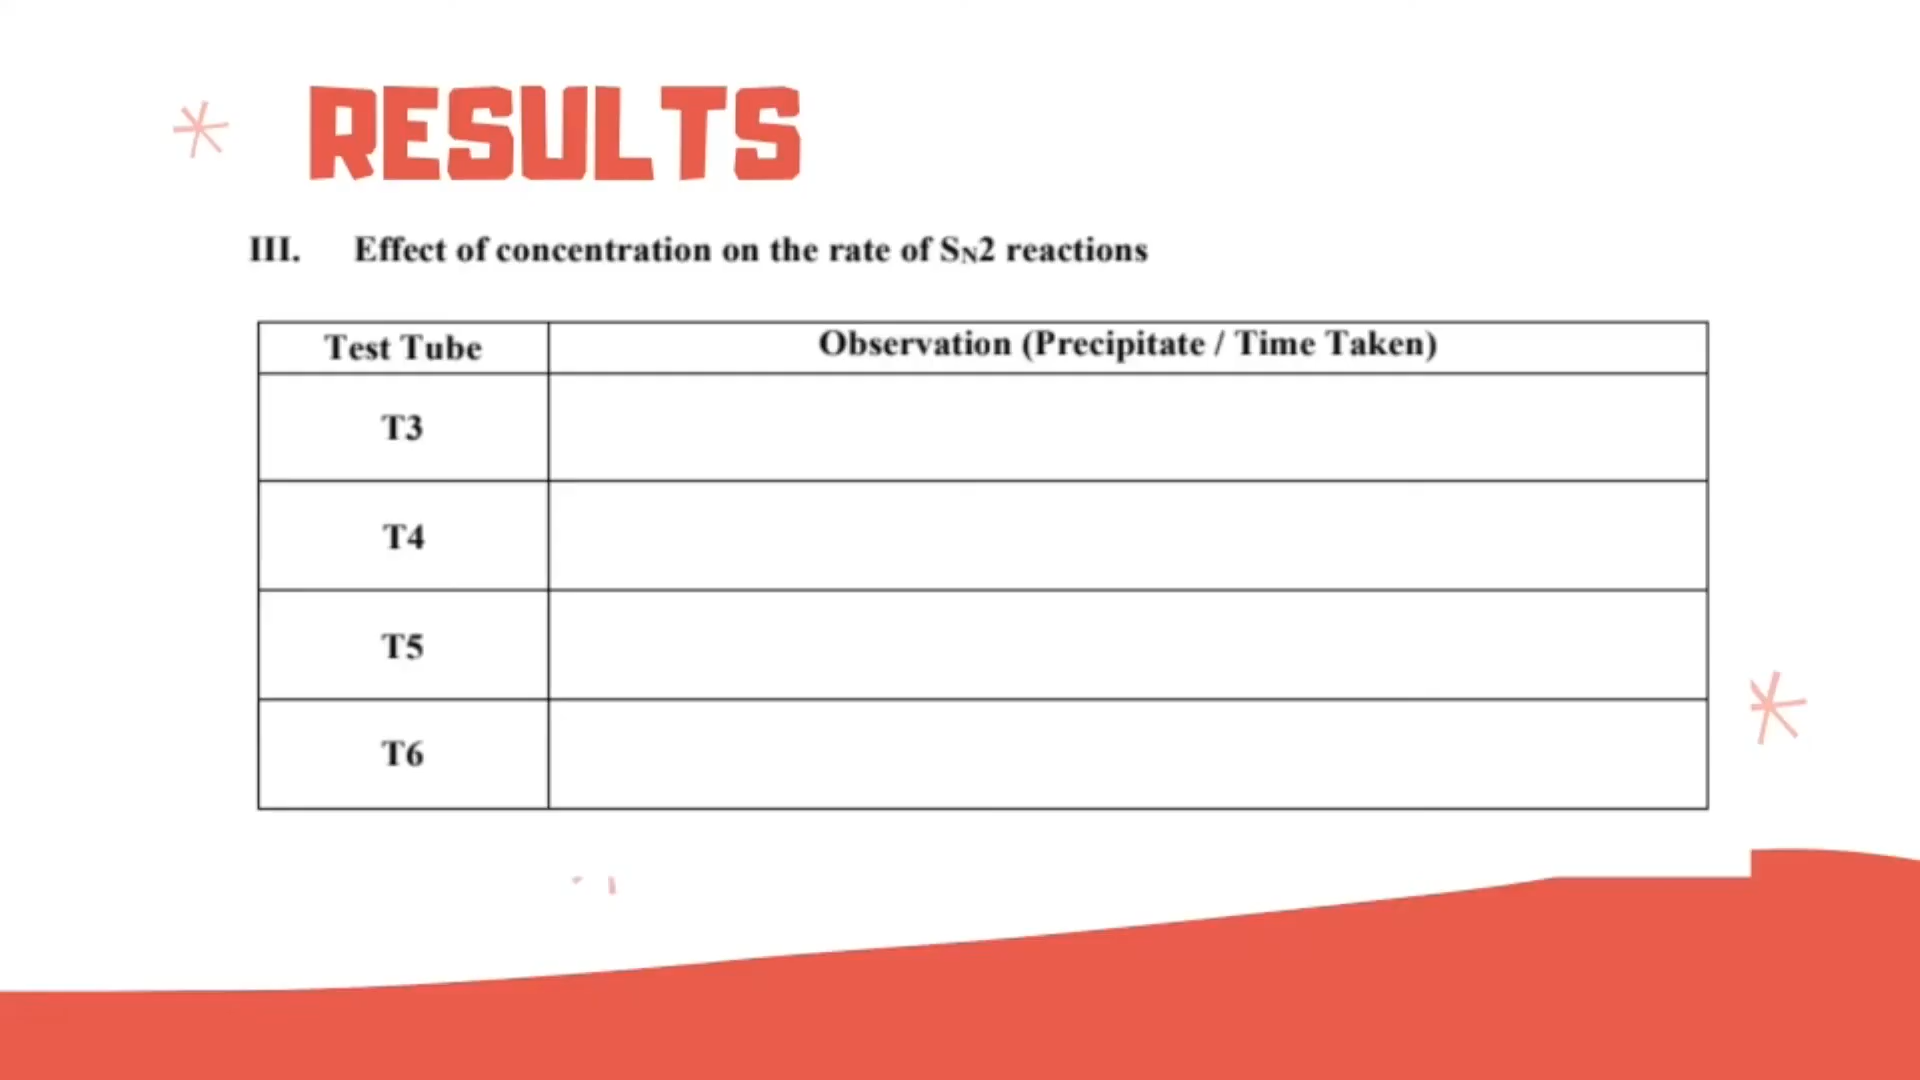 RESULTS
III. Effect of concentration on the rate of SN2 reactions
Test Tube Observation (Precipitate / Time Taken)
T3
T4
T5
T6